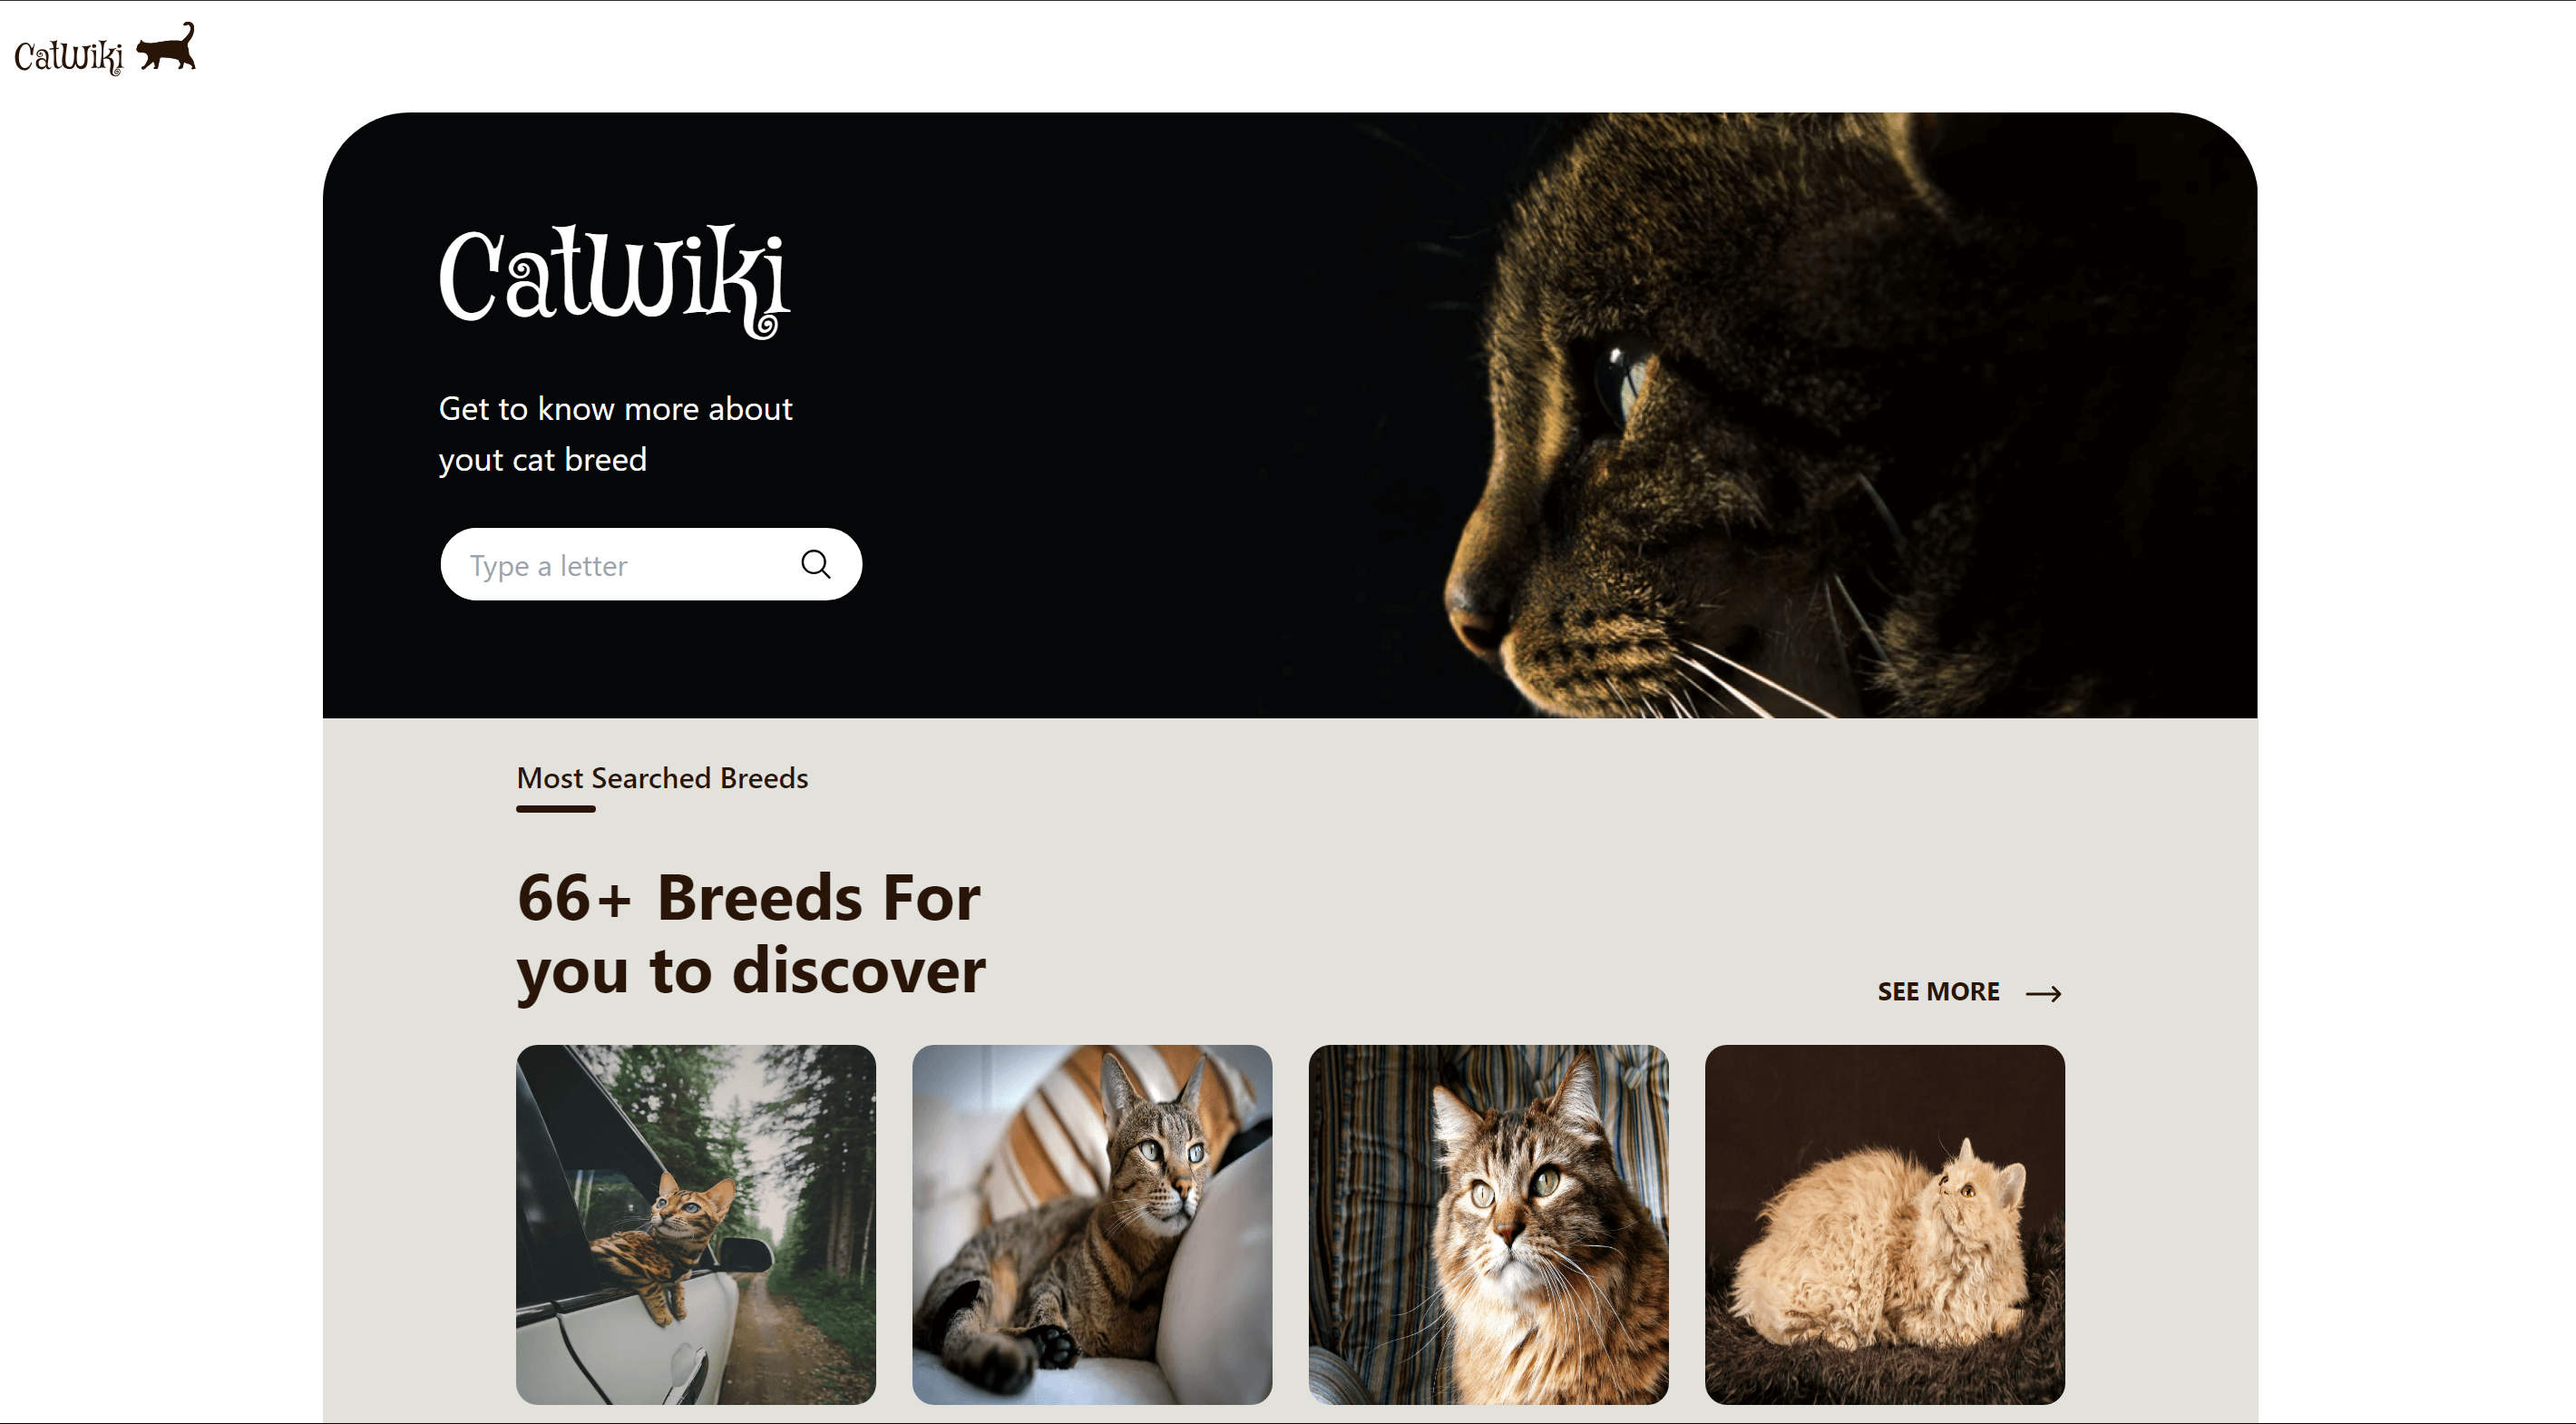 CatWiki
CatWiki
Get to know more about
yout cat breed
Type a letter
Most Searched Breeds
66+ Breeds For
you to discover
SEE MORE